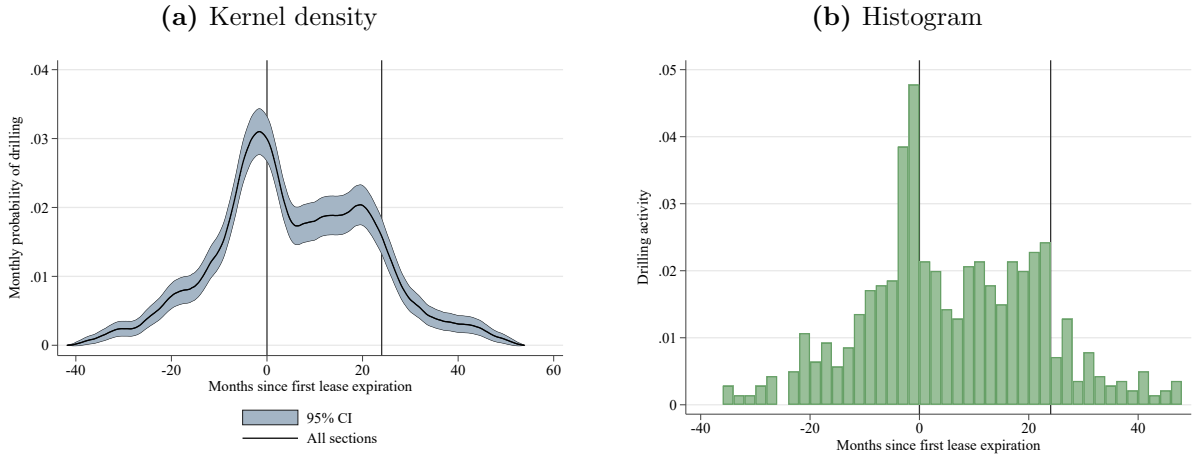 (a) Kernel density
Monthly probability of drilling
.04
.03
.02
.01
0
-40 -20 0 20 40 60
Months since first lease expiration
95% CI
All sections
(b) Histogram
Drilling activity
.05
.04
.03
.02
.01
0
-40 -20 0 20 40
Months since first lease expiration